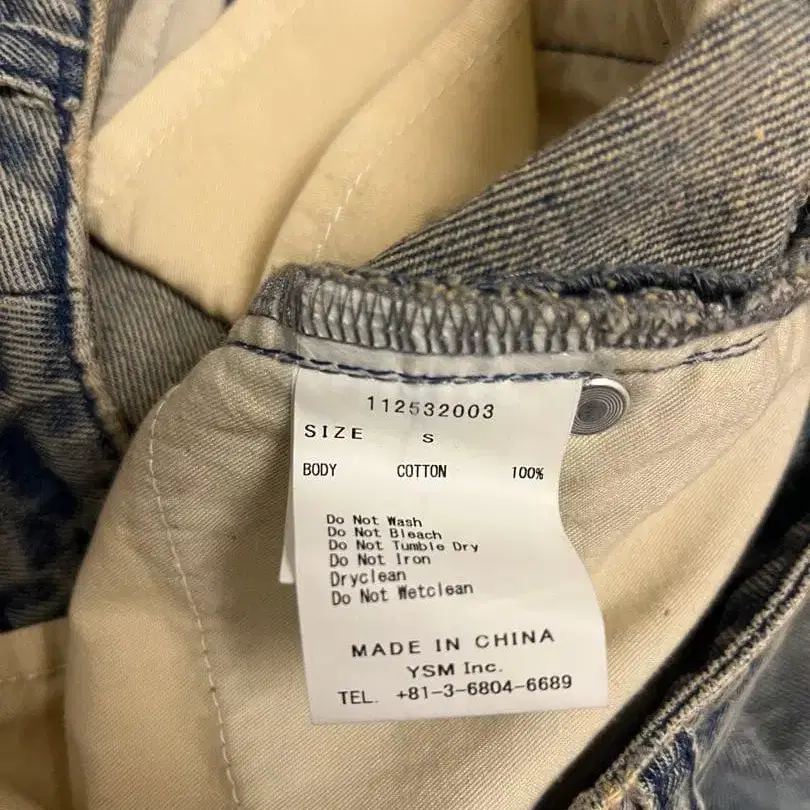 112532003
SIZE S
BODY COTTON 100%
Do Not Wash
Do Not Bleach
Do Not Tumble Dry
Do Not Iron
Dryclean
Do Not Wetclean
MADE IN CHINA
YSM Inc.
TEL. +81-3-6804-6689